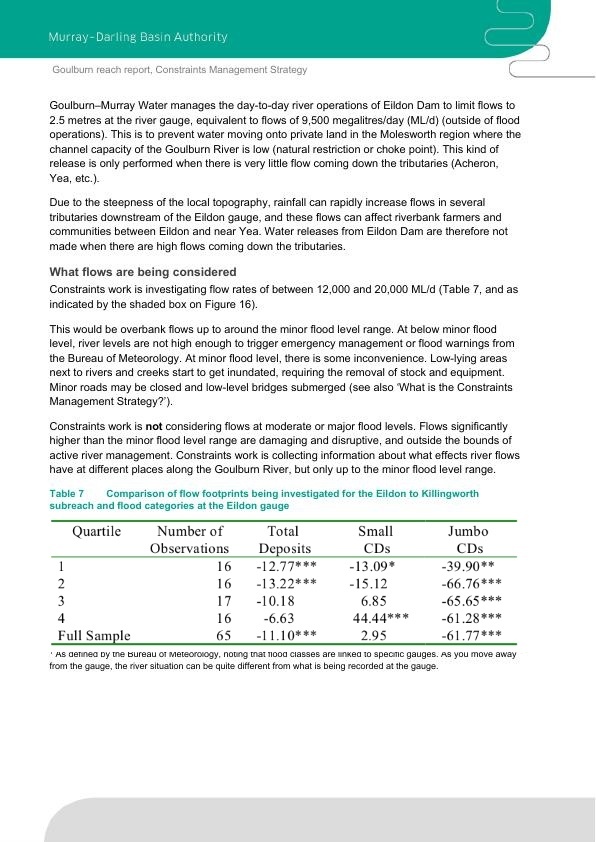 Murray–Darling Basin Authority
Goulburn reach report, Constraints Management Strategy
Goulburn–Murray Water manages the day-to-day river operations of Eildon Dam to limit flows to
2.5 metres at the river gauge, equivalent to flows of 9,500 megalitres/day (ML/d) (outside of flood
operations). This is to prevent water moving onto private land in the Molesworth region where the
channel capacity of the Goulburn River is low (natural restriction or choke point). This kind of
release is only performed when there is very little flow coming down the tributaries (Acheron,
Yea, etc.).
Due to the steepness of the local topography, rainfall can rapidly increase flows in several
tributaries downstream of the Eildon gauge, and these flows can affect riverbank farmers and
communities between Eildon and near Yea. Water releases from Eildon Dam are therefore not
made when there are high flows coming down the tributaries.
What flows are being considered
Constraints work is investigating flow rates of between 12,000 and 20,000 ML/d (Table 7, and as
indicated by the shaded box on Figure 16).
This would be overbank flows up to around the minor flood level range. At below minor flood
level, river levels are not high enough to trigger emergency management or flood warnings from
the Bureau of Meteorology. At minor flood level, there is some inconvenience. Low-lying areas
next to rivers and creeks start to get inundated, requiring the removal of stock and equipment.
Minor roads may be closed and low-level bridges submerged (see also ‘What is the Constraints
Management Strategy?’).
Constraints work is not considering flows at moderate or major flood levels. Flows significantly
higher than the minor flood level range are damaging and disruptive, and outside the bounds of
active river management. Constraints work is collecting information about what effects river flows
have at different places along the Goulburn River, but only up to the minor flood level range.
Table 7 Comparison of flow footprints being investigated for the Eildon to Killingworth
subreach and flood categories at the Eildon gauge
Quartile Number of Total Small Jumbo
Observations Deposits CDs CDs
1 16 -12.77*** -13.09* -39.90**
2 16 -13.22*** -15.12 -66.76***
3 17 -10.18 6.85 -65.65***
4 16 -6.63 44.44*** -61.28***
Full Sample 65 -11.10*** 2.95 -61.77***
* As defined by the Bureau of Meteorology, noting that flood classes are linked to specific gauges. As you move away
from the gauge, the river situation can be quite different from what is being recorded at the gauge.